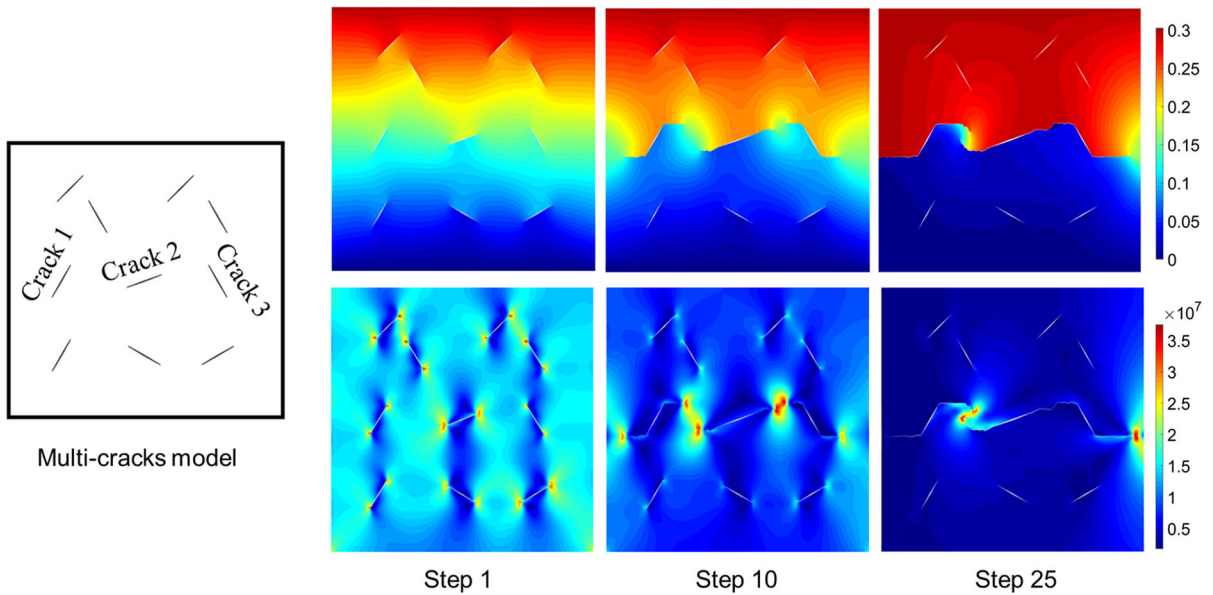 Crack 1
Crack 2
Crack 3
Multi-cracks model
0.3
0.25
0.2
0.15
0.1
0.05
0
×10⁷
3.5
3
2.5
2
1.5
1
0.5
Step 1
Step 10
Step 25